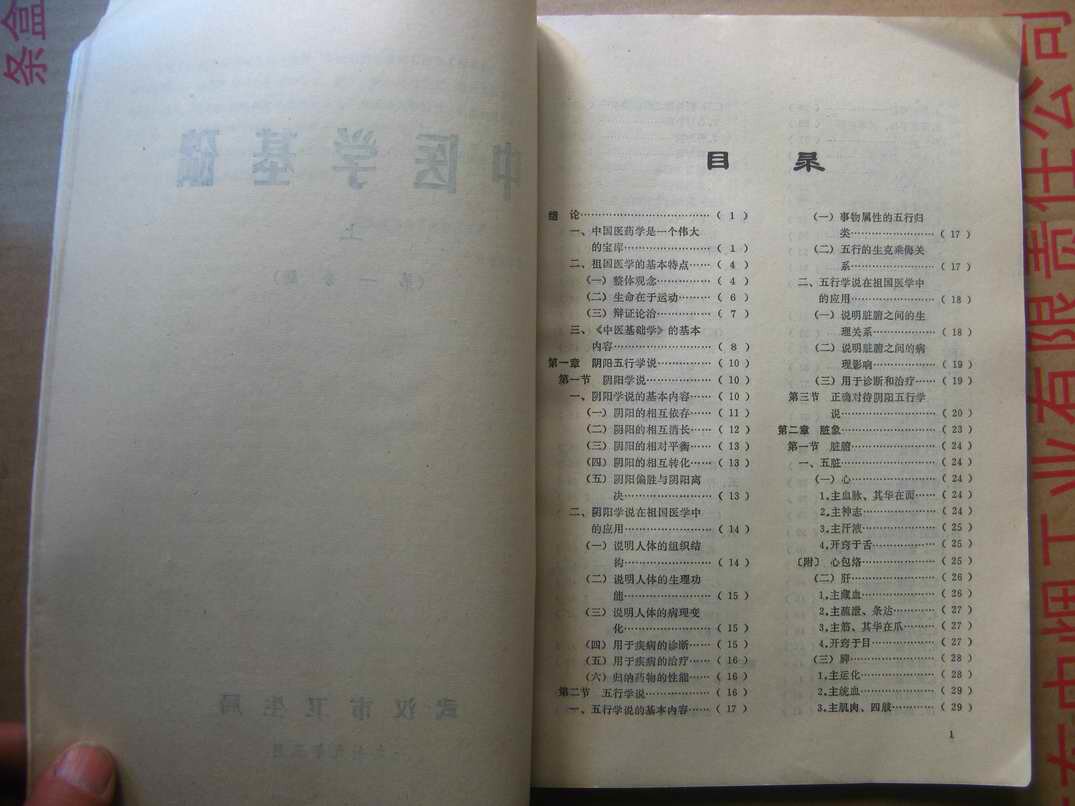 中医学基础
上
武汉市卫生局
目 录
绪 论……………………………( 1 )
一、中国医药学是一个伟大
的宝库…………………( 1 )
二、祖国医学的基本特点……( 4 )
(一)整体观念……………( 4 )
(二)生命在于运动………( 6 )
(三)辩证论治……………( 7 )
三、《中医基础学》的基本
内容……………………( 8 )
第一章 阴阳五行学说……………( 10 )
第一节 阴阳学说………………( 10 )
一、阴阳学说的基本内容……( 10 )
(一)阴阳的相互依存……( 11 )
(二)阴阳的相互消长……( 12 )
(三)阴阳的相对平衡……( 13 )
(四)阴阳的相互转化……( 13 )
(五)阴阳偏胜与阴阳离
决……………………( 13 )
二、阴阳学说在祖国医学中
的应用…………………( 14 )
(一)说明人体的组织结
构……………………( 14 )
(二)说明人体的生理功
能……………………( 15 )
(三)说明人体的病理变
化……………………( 15 )
(四)用于疾病的诊断……( 15 )
(五)用于疾病的治疗……( 16 )
(六)归纳药物的性能……( 16 )
第二节 五行学说………………( 16 )
一、五行学说的基本内容……( 17 )
(一)事物属性的五行归
类……………………( 17 )
(二)五行的生克乘侮关
系……………………( 17 )
二、五行学说在祖国医学中
的应用…………………( 18 )
(一)说明脏腑之间的生
理关系………………( 18 )
(二)说明脏腑之间的病
理影响………………( 19 )
(三)用于诊断和治疗……( 19 )
第三节 正确对待阴阳五行学
说……………………( 20 )
第二章 脏象………………………( 23 )
第一节 脏腑……………………( 24 )
一、五脏………………………( 24 )
(一)心……………………( 24 )
1.主血脉、其华在面……( 24 )
2.主神志…………………( 24 )
3.主汗液…………………( 25 )
4.开窍于舌………………( 25 )
〔附〕 心包络…………………( 25 )
(二)肝……………………( 26 )
1.主藏血…………………( 26 )
2.主疏泄、条达…………( 27 )
3.主筋、其华在爪………( 27 )
4.开窍于目………………( 27 )
(三)脾……………………( 28 )
1.主运化…………………( 28 )
2.主统血…………………( 29 )
3.主肌肉、四肢…………( 29 )
1
条盒
中烟工业有限责任公司